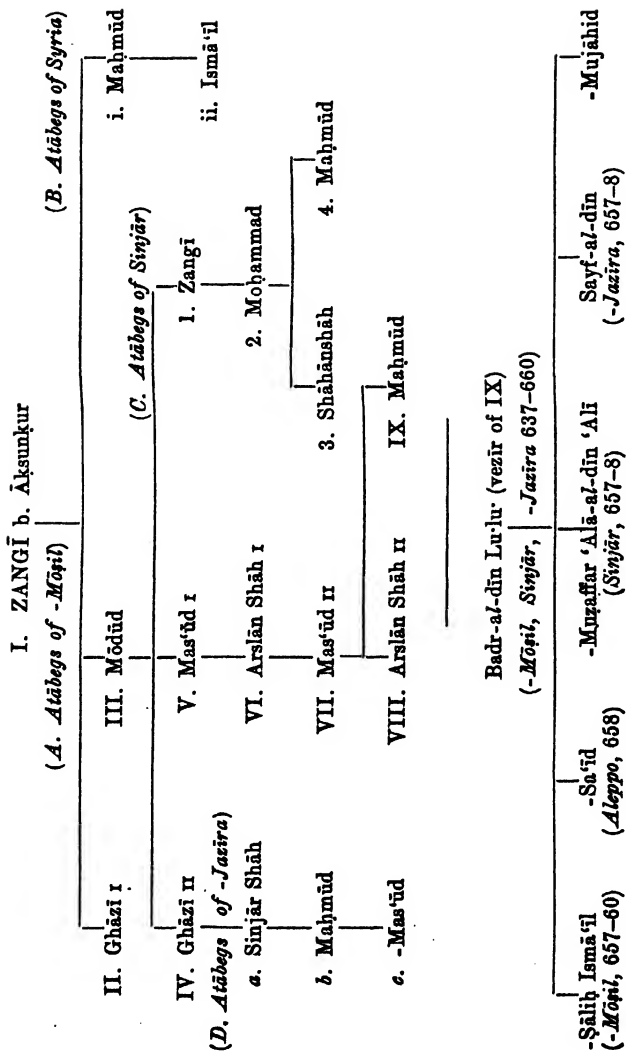 I. ZANGĪ b. Āḳsunḳur
(A. Atābegs of -Mōṣil) (B. Atābegs of Syria)
II. Ghāzī I III. Mōdūd i. Maḥmūd
(C. Atābegs of Sinjār)
IV. Ghāzī II V. Mas‘ūd I 1. Zangī ii. Ismā‘īl
(D. Atābegs of -Jazīra)
a. Sinjār Shāh VI. Arslān Shāh I 2. Moḥammad
b. Maḥmūd VII. Mas‘ūd II 3. Shāhānshāh 4. Maḥmūd
c. -Mas‘ūd VIII. Arslān Shāh II IX. Maḥmūd
Badr-al-dīn Lu·lu· (vezīr of IX)
(-Mōṣil, Sinjār, -Jazīra 637–660)
-Ṣāliḥ Ismā‘īl -Sa‘īd -Muẓaffar ‘Alā-al-dīn ‘Alī Sayf-al-dīn -Mujāhid
(-Mōṣil, 657-60) (Aleppo, 658) (Sinjār, 657–8) (-Jazīra, 657–8)